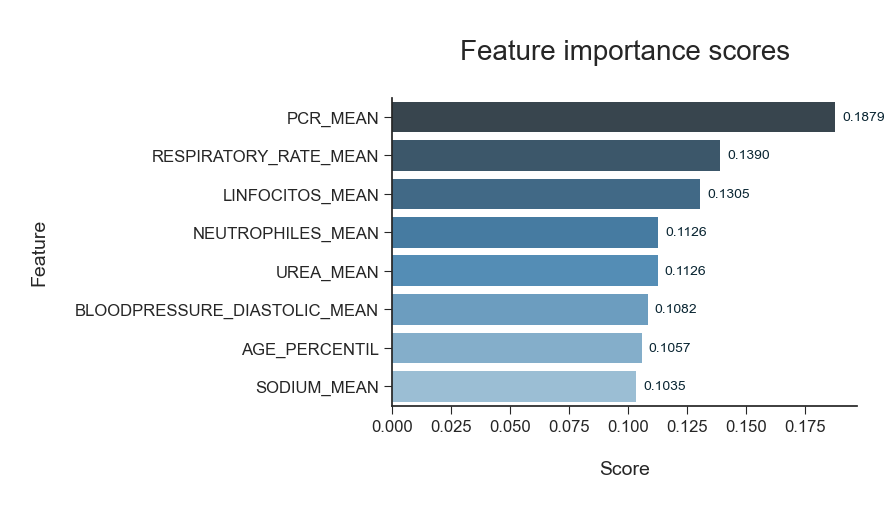 Feature importance scores
Feature
PCR_MEAN 0.1879
RESPIRATORY_RATE_MEAN 0.1390
LINFOCITOS_MEAN 0.1305
NEUTROPHILES_MEAN 0.1126
UREA_MEAN 0.1126
BLOODPRESSURE_DIASTOLIC_MEAN 0.1082
AGE_PERCENTIL 0.1057
SODIUM_MEAN 0.1035
0.000 0.025 0.050 0.075 0.100 0.125 0.150 0.175
Score